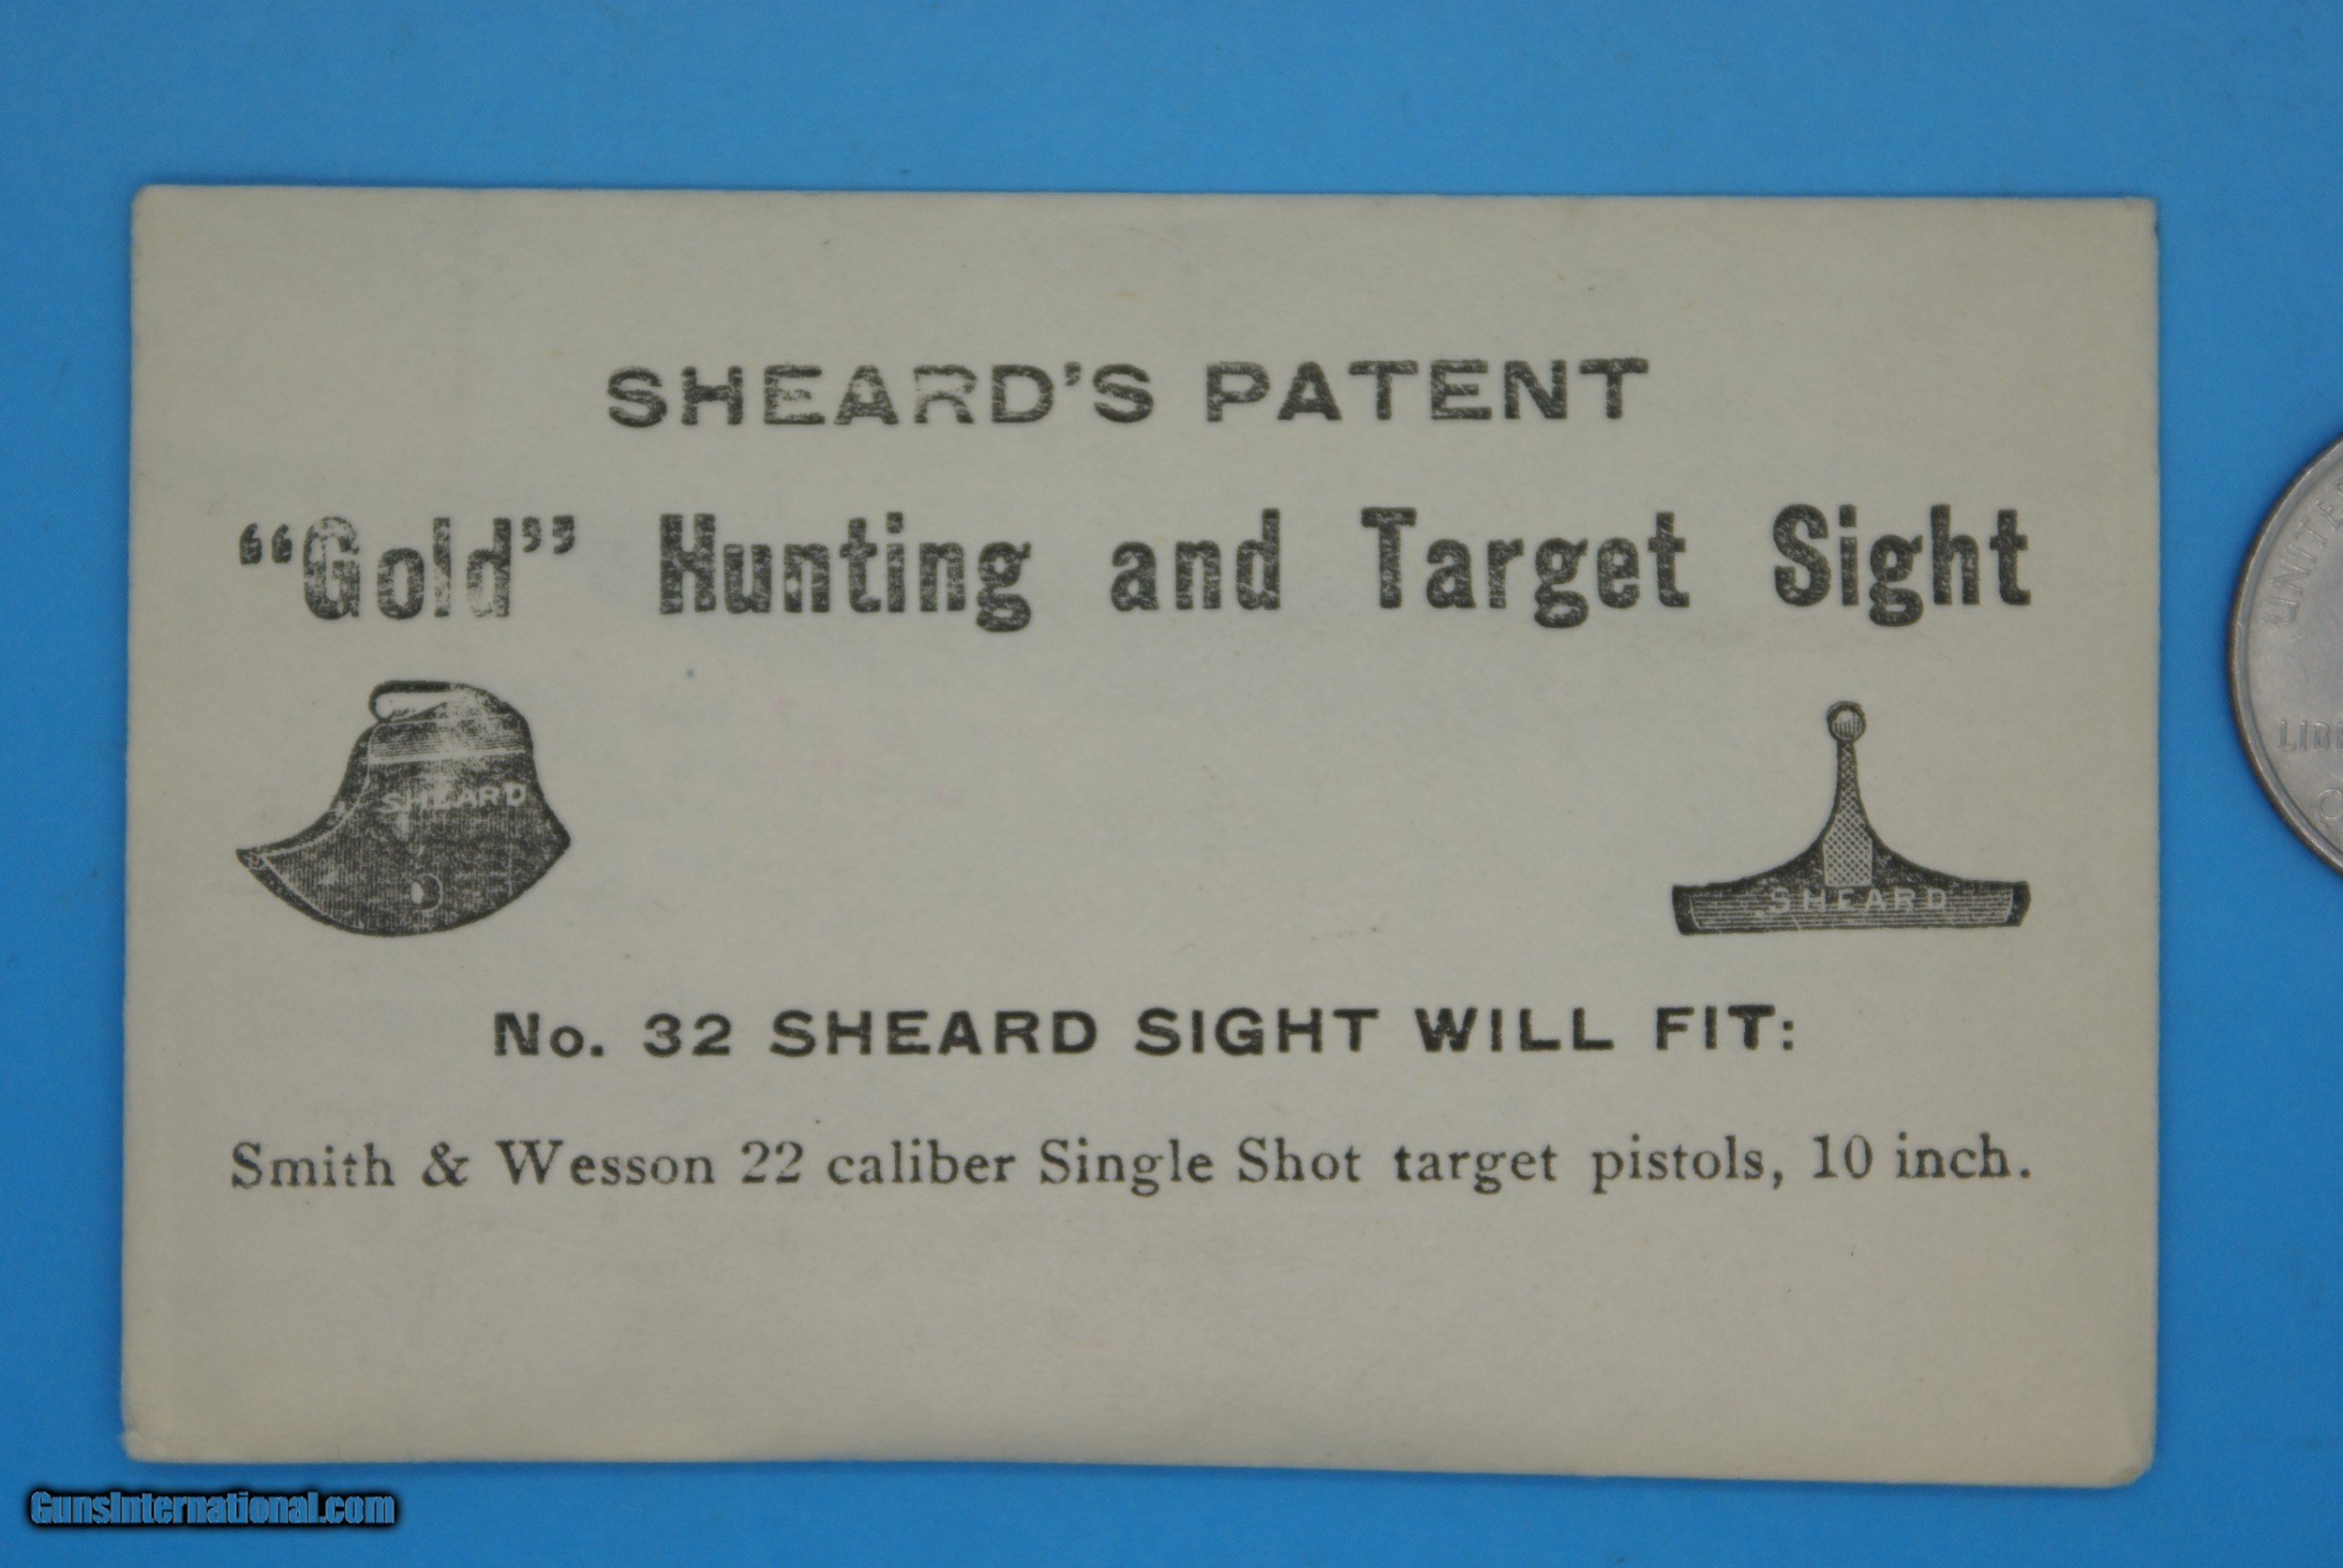 SHEARD'S PATENT
“Gold” Hunting and Target Sight
SHEARD
SHEARD
No. 32 SHEARD SIGHT WILL FIT:
Smith & Wesson 22 caliber Single Shot target pistols, 10 inch.
GunsInternational.com